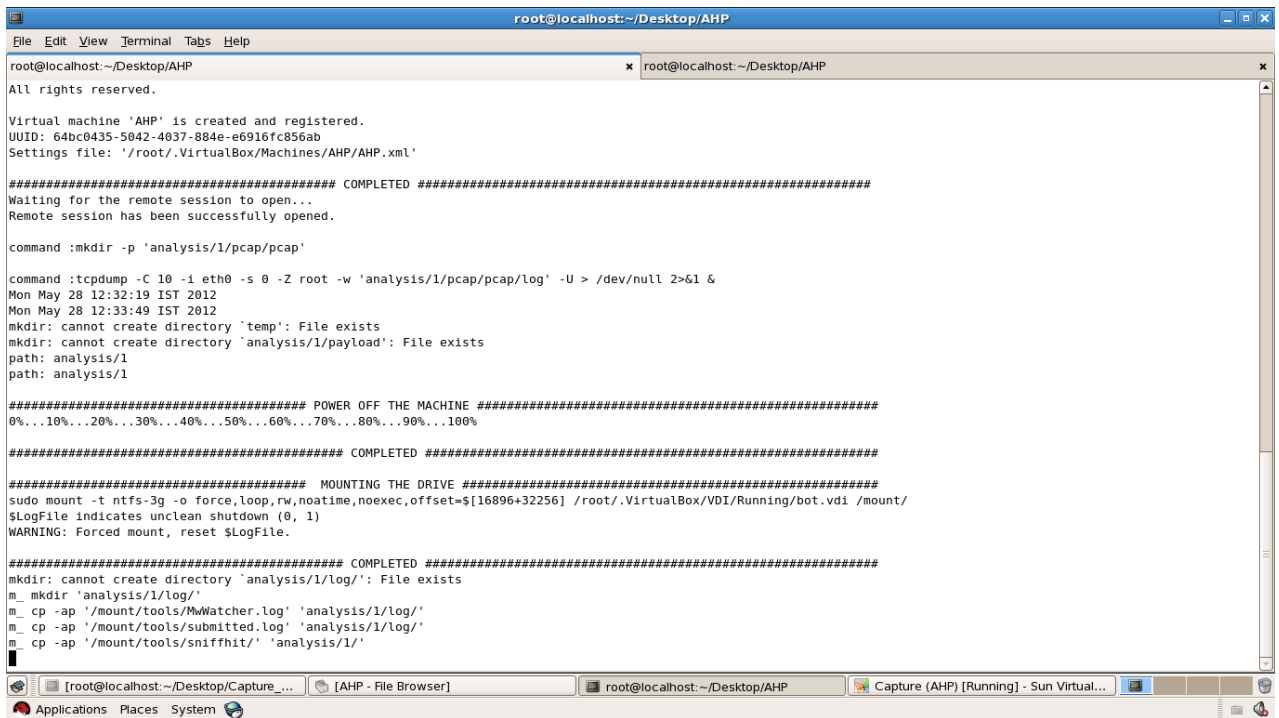 root@localhost:~/Desktop/AHP
File Edit View Terminal Tabs Help
root@localhost:~/Desktop/AHP
root@localhost:~/Desktop/AHP
All rights reserved.
Virtual machine 'AHP' is created and registered.
UUID: 64bc0435-5042-4037-884e-e6916fc856ab
Settings file: '/root/.VirtualBox/Machines/AHP/AHP.xml'
############################################ COMPLETED #############################################################
Waiting for the remote session to open...
Remote session has been successfully opened.
command :mkdir -p 'analysis/1/pcap/pcap'
command :tcpdump -C 10 -i eth0 -s 0 -Z root -w 'analysis/1/pcap/pcap/log' -U > /dev/null 2>&1 &
Mon May 28 12:32:19 IST 2012
Mon May 28 12:33:49 IST 2012
mkdir: cannot create directory `temp': File exists
mkdir: cannot create directory `analysis/1/payload': File exists
path: analysis/1
path: analysis/1
######################################## POWER OFF THE MACHINE ######################################################
0%...10%...20%...30%...40%...50%...60%...70%...80%...90%...100%
############################################# COMPLETED #############################################################
########################################  MOUNTING THE DRIVE ########################################################
sudo mount -t ntfs-3g -o force,loop,rw,noatime,noexec,offset=$[16896+32256] /root/.VirtualBox/VDI/Running/bot.vdi /mount/
$LogFile indicates unclean shutdown (0, 1)
WARNING: Forced mount, reset $LogFile.
############################################# COMPLETED #############################################################
mkdir: cannot create directory `analysis/1/log/': File exists
m_ mkdir 'analysis/1/log/'
m_ cp -ap '/mount/tools/MwWatcher.log' 'analysis/1/log/'
m_ cp -ap '/mount/tools/submitted.log' 'analysis/1/log/'
m_ cp -ap '/mount/tools/sniffhit/' 'analysis/1/'
[root@localhost:~/Desktop/Capture_...
[AHP - File Browser]
root@localhost:~/Desktop/AHP
Capture (AHP) [Running] - Sun Virtual...
Applications Places System